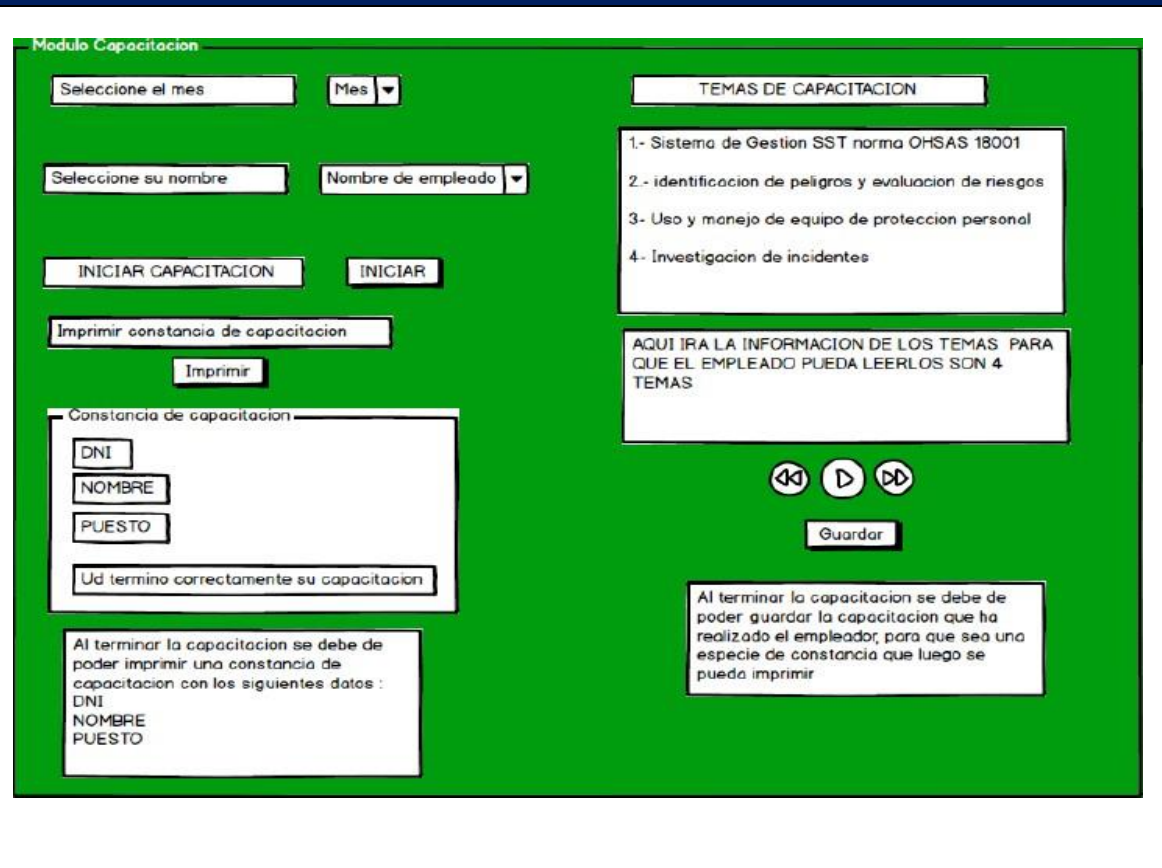 Modulo Capacitacion
Seleccione el mes
Mes
Seleccione su nombre
Nombre de empleado
INICIAR CAPACITACION
INICIAR
Imprimir constancia de capacitacion
Imprimir
Constancia de capacitacion
DNI
NOMBRE
PUESTO
Ud termino correctamente su capacitacion
Al terminar la capacitacion se debe de
poder imprimir una constancia de
capacitacion con los siguientes datos :
DNI
NOMBRE
PUESTO
TEMAS DE CAPACITACION
1.- Sistema de Gestion SST norma OHSAS 18001
2.- identificacion de peligros y evaluacion de riesgos
3- Uso y manejo de equipo de proteccion personal
4- Investigacion de incidentes
AQUI IRA LA INFORMACION DE LOS TEMAS PARA
QUE EL EMPLEADO PUEDA LEERLOS SON 4
TEMAS
Guardar
Al terminar la capacitacion se debe de
poder guardar la capacitacion que ha
realizado el empleador, para que sea una
especie de constancia que luego se
pueda imprimir